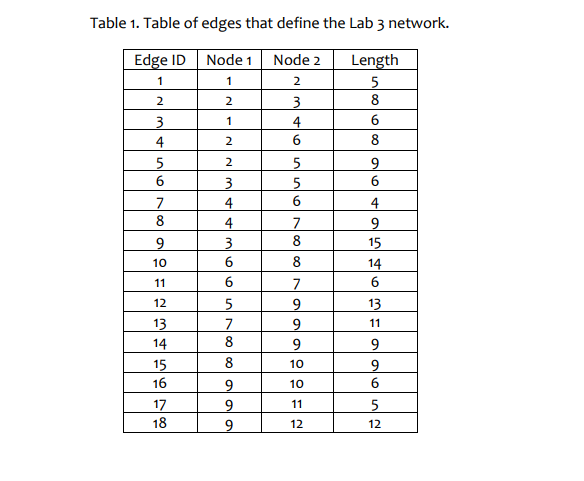 Table 1. Table of edges that define the Lab 3 network.
Edge ID Node 1 Node 2 Length
1 1 2 5
2 2 3 8
3 1 4 6
4 2 6 8
5 2 5 9
6 3 5 6
7 4 6 4
8 4 7 9
9 3 8 15
10 6 8 14
11 6 7 6
12 5 9 13
13 7 9 11
14 8 9 9
15 8 10 9
16 9 10 6
17 9 11 5
18 9 12 12